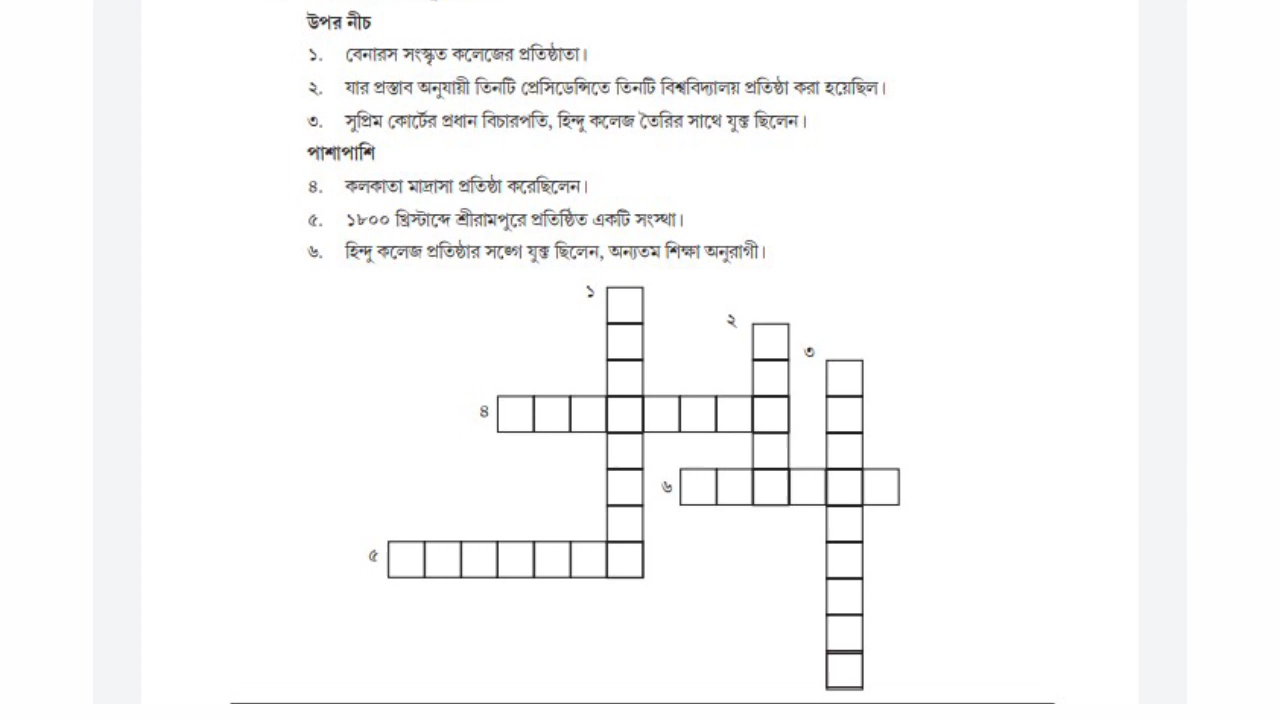 উপর নীচ
১. বেনারস সংস্কৃত কলেজের প্রতিষ্ঠাতা।
২. যার প্রস্তাব অনুযায়ী তিনটি প্রেসিডেন্সিতে তিনটি বিশ্ববিদ্যালয় প্রতিষ্ঠা করা হয়েছিল।
৩. সুপ্রিম কোর্টের প্রধান বিচারপতি, হিন্দু কলেজ তৈরির সাথে যুক্ত ছিলেন।
পাশাপাশি
৪. কলকাতা মাদ্রাসা প্রতিষ্ঠা করেছিলেন।
৫. ১৮০০ খ্রিস্টাব্দে শ্রীরামপুরে প্রতিষ্ঠিত একটি সংস্থা।
৬. হিন্দু কলেজ প্রতিষ্ঠার সঙ্গে যুক্ত ছিলেন, অন্যতম শিক্ষা অনুরাগী।
১
২
৩
৪
৬
৫